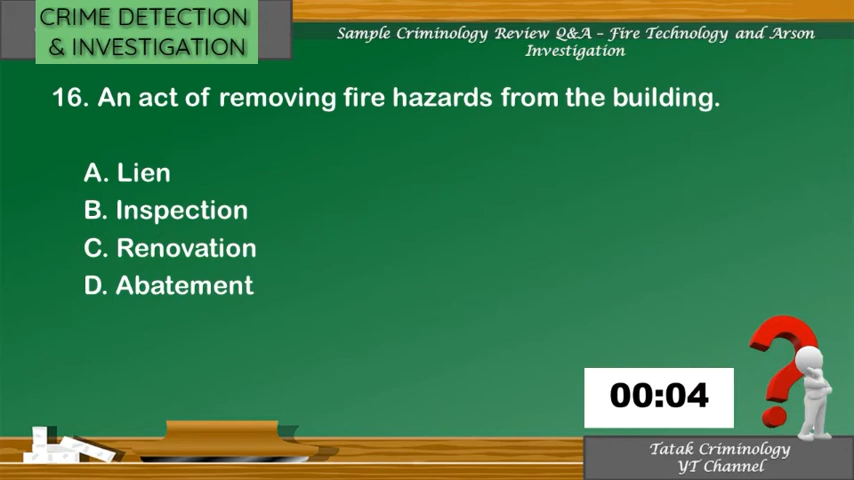 CRIME DETECTION
& INVESTIGATION
Sample Criminology Review Q&A – Fire Technology and Arson
Investigation
16. An act of removing fire hazards from the building.
A. Lien
B. Inspection
C. Renovation
D. Abatement
00:04
Tatak Criminology
YT Channel